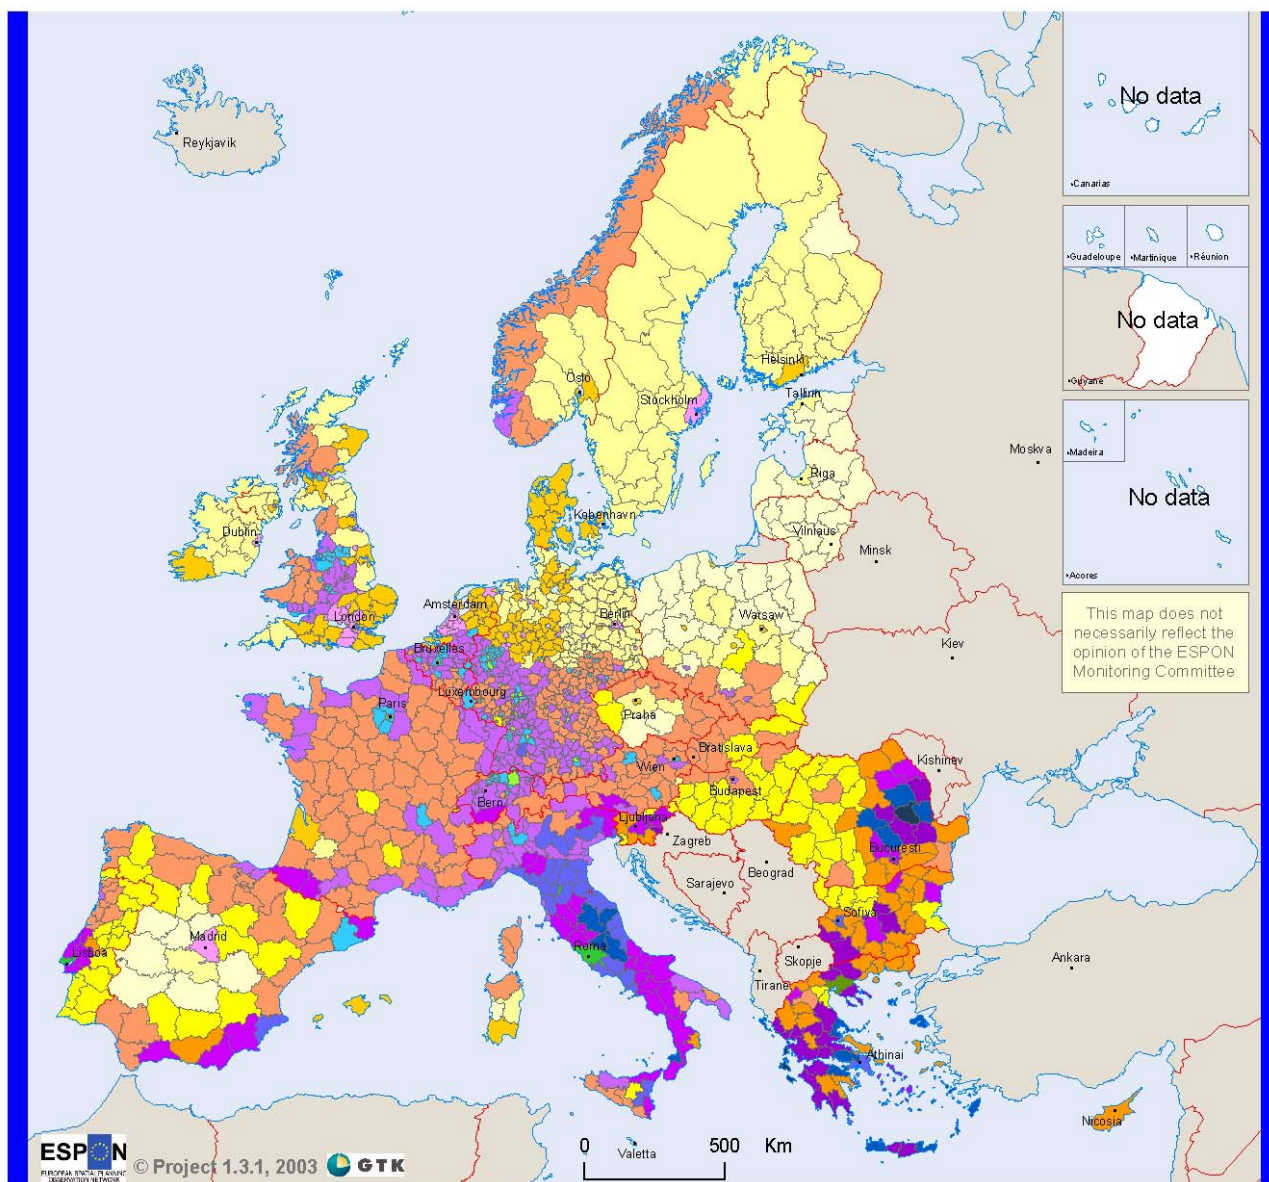 Reykjavik
No data
Canarias
Guadeloupe
Martinique
Réunion
No data
Guyane
Helsinki
Oslo
Stockholm
Tallinn
Moskva
Madeira
Riga
No data
København
Dublin
Vilniaus
Minsk
Acores
Amsterdam
Berlin
Warsaw
London
This map does not
necessarily reflect the
opinion of the ESPON
Monitoring Committee
Bruxelles
Kiev
Luxembourg
Paris
Praha
Bratislava
Wien
Kishinev
Budapest
Bern
Ljubljana
Zagreb
Bucuresti
Beograd
Sarajevo
Sofiya
Madrid
Lisboa
Roma
Skopje
Ankara
Tirane
Athinai
Nicosia
ESPON
EUROPEAN SPATIAL PLANNING
OBSERVATION NETWORK
© Project 1.3.1, 2003
GTK
0 500 Km
Valetta